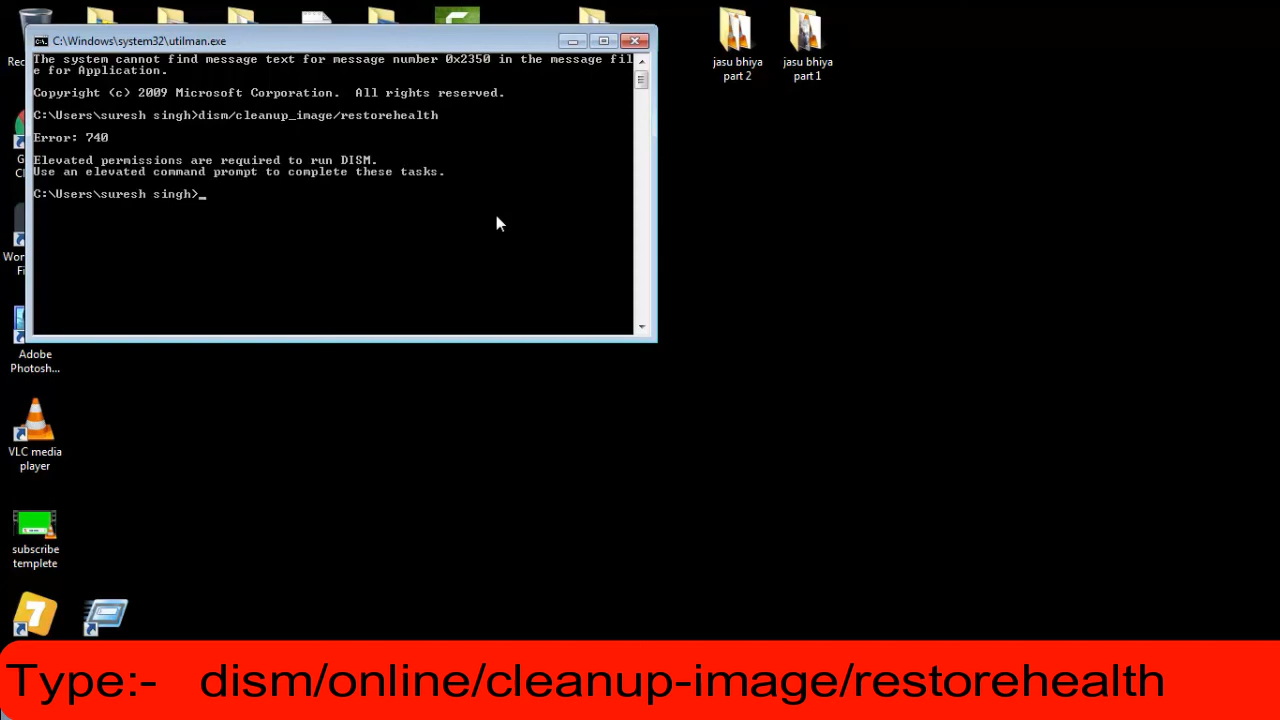 C:\Windows\system32\utilman.exe
The system cannot find message text for message number 0x2350 in the message fil
e for Application.
Copyright (c) 2009 Microsoft Corporation.  All rights reserved.
C:\Users\suresh singh>dism/cleanup_image/restorehealth
Error: 740
Elevated permissions are required to run DISM.
Use an elevated command prompt to complete these tasks.
C:\Users\suresh singh>_
jasu bhiya
part 2
jasu bhiya
part 1
Rec
G
Cl
Wor
Fi
Adobe
Photosh...
VLC media
player
subscribe
templete
7
Type:-   dism/online/cleanup-image/restorehealth